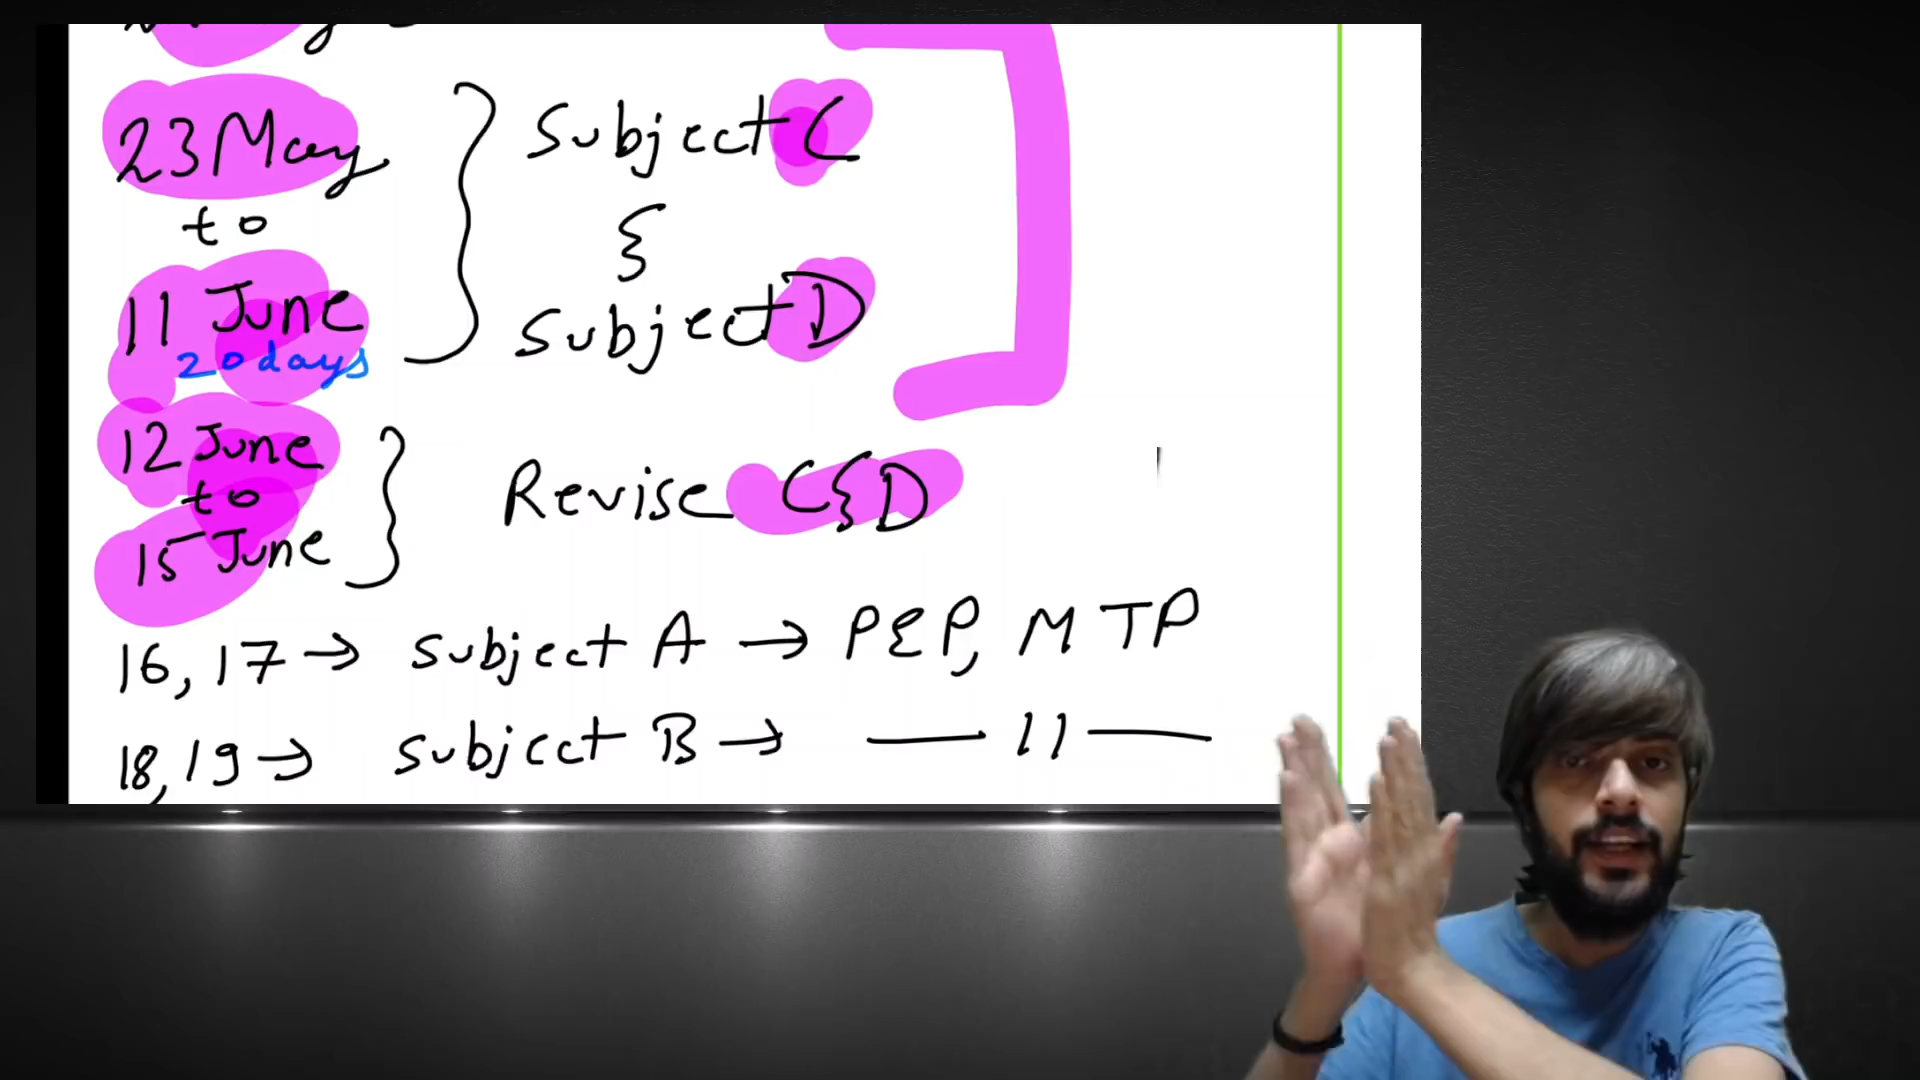 23 May
to
11 June
20 days
Subject C
&
Subject D
12 June
to
15 June
Revise C & D
16, 17 → Subject A → PEP, MTP
18, 19 → Subject B → — 11 —